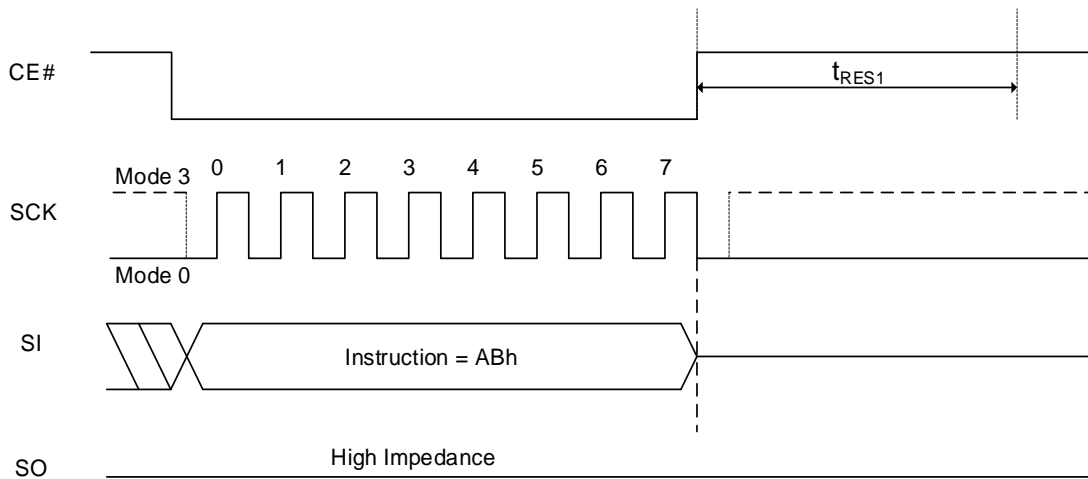 CE#
tRES1
Mode 3
0 1 2 3 4 5 6 7
SCK
Mode 0
SI
Instruction = ABh
High Impedance
SO